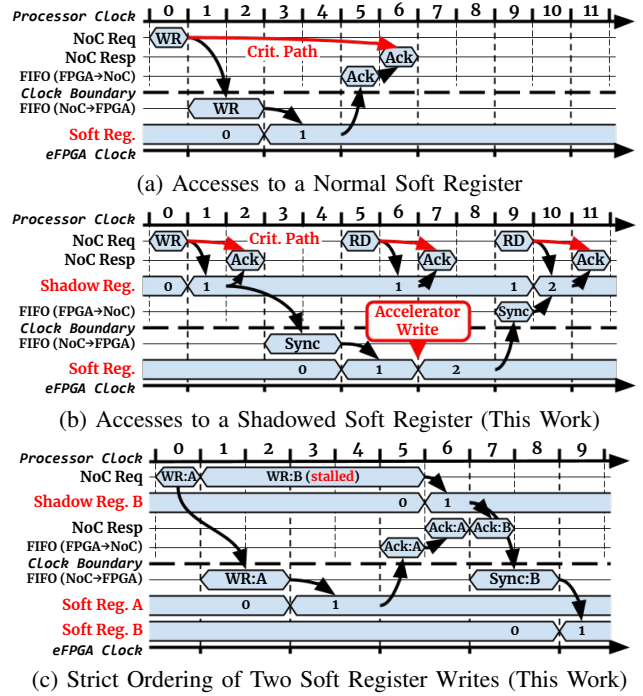 Processor Clock 0 1 2 3 4 5 6 7 8 9 10 11
NoC Req WR
Crit. Path
NoC Resp Ack
FIFO (FPGA→NoC) Ack
Clock Boundary
FIFO (NoC→FPGA) WR
Soft Reg. 0 1
eFPGA Clock
(a) Accesses to a Normal Soft Register
Processor Clock 0 1 2 3 4 5 6 7 8 9 10 11
NoC Req WR RD RD
Crit. Path
NoC Resp Ack Ack Ack
Shadow Reg. 0 1 1 1 2
FIFO (FPGA→NoC) Sync
Accelerator
Write
Clock Boundary
FIFO (NoC→FPGA) Sync
Soft Reg. 0 1 2
eFPGA Clock
(b) Accesses to a Shadowed Soft Register (This Work)
Processor Clock 0 1 2 3 4 5 6 7 8 9
NoC Req WR:A WR:B (stalled)
Shadow Reg. B 0 1
NoC Resp Ack:A Ack:B
FIFO (FPGA→NoC) Ack:A
Clock Boundary
FIFO (NoC→FPGA) WR:A Sync:B
Soft Reg. A 0 1
Soft Reg. B 0 1
eFPGA Clock
(c) Strict Ordering of Two Soft Register Writes (This Work)